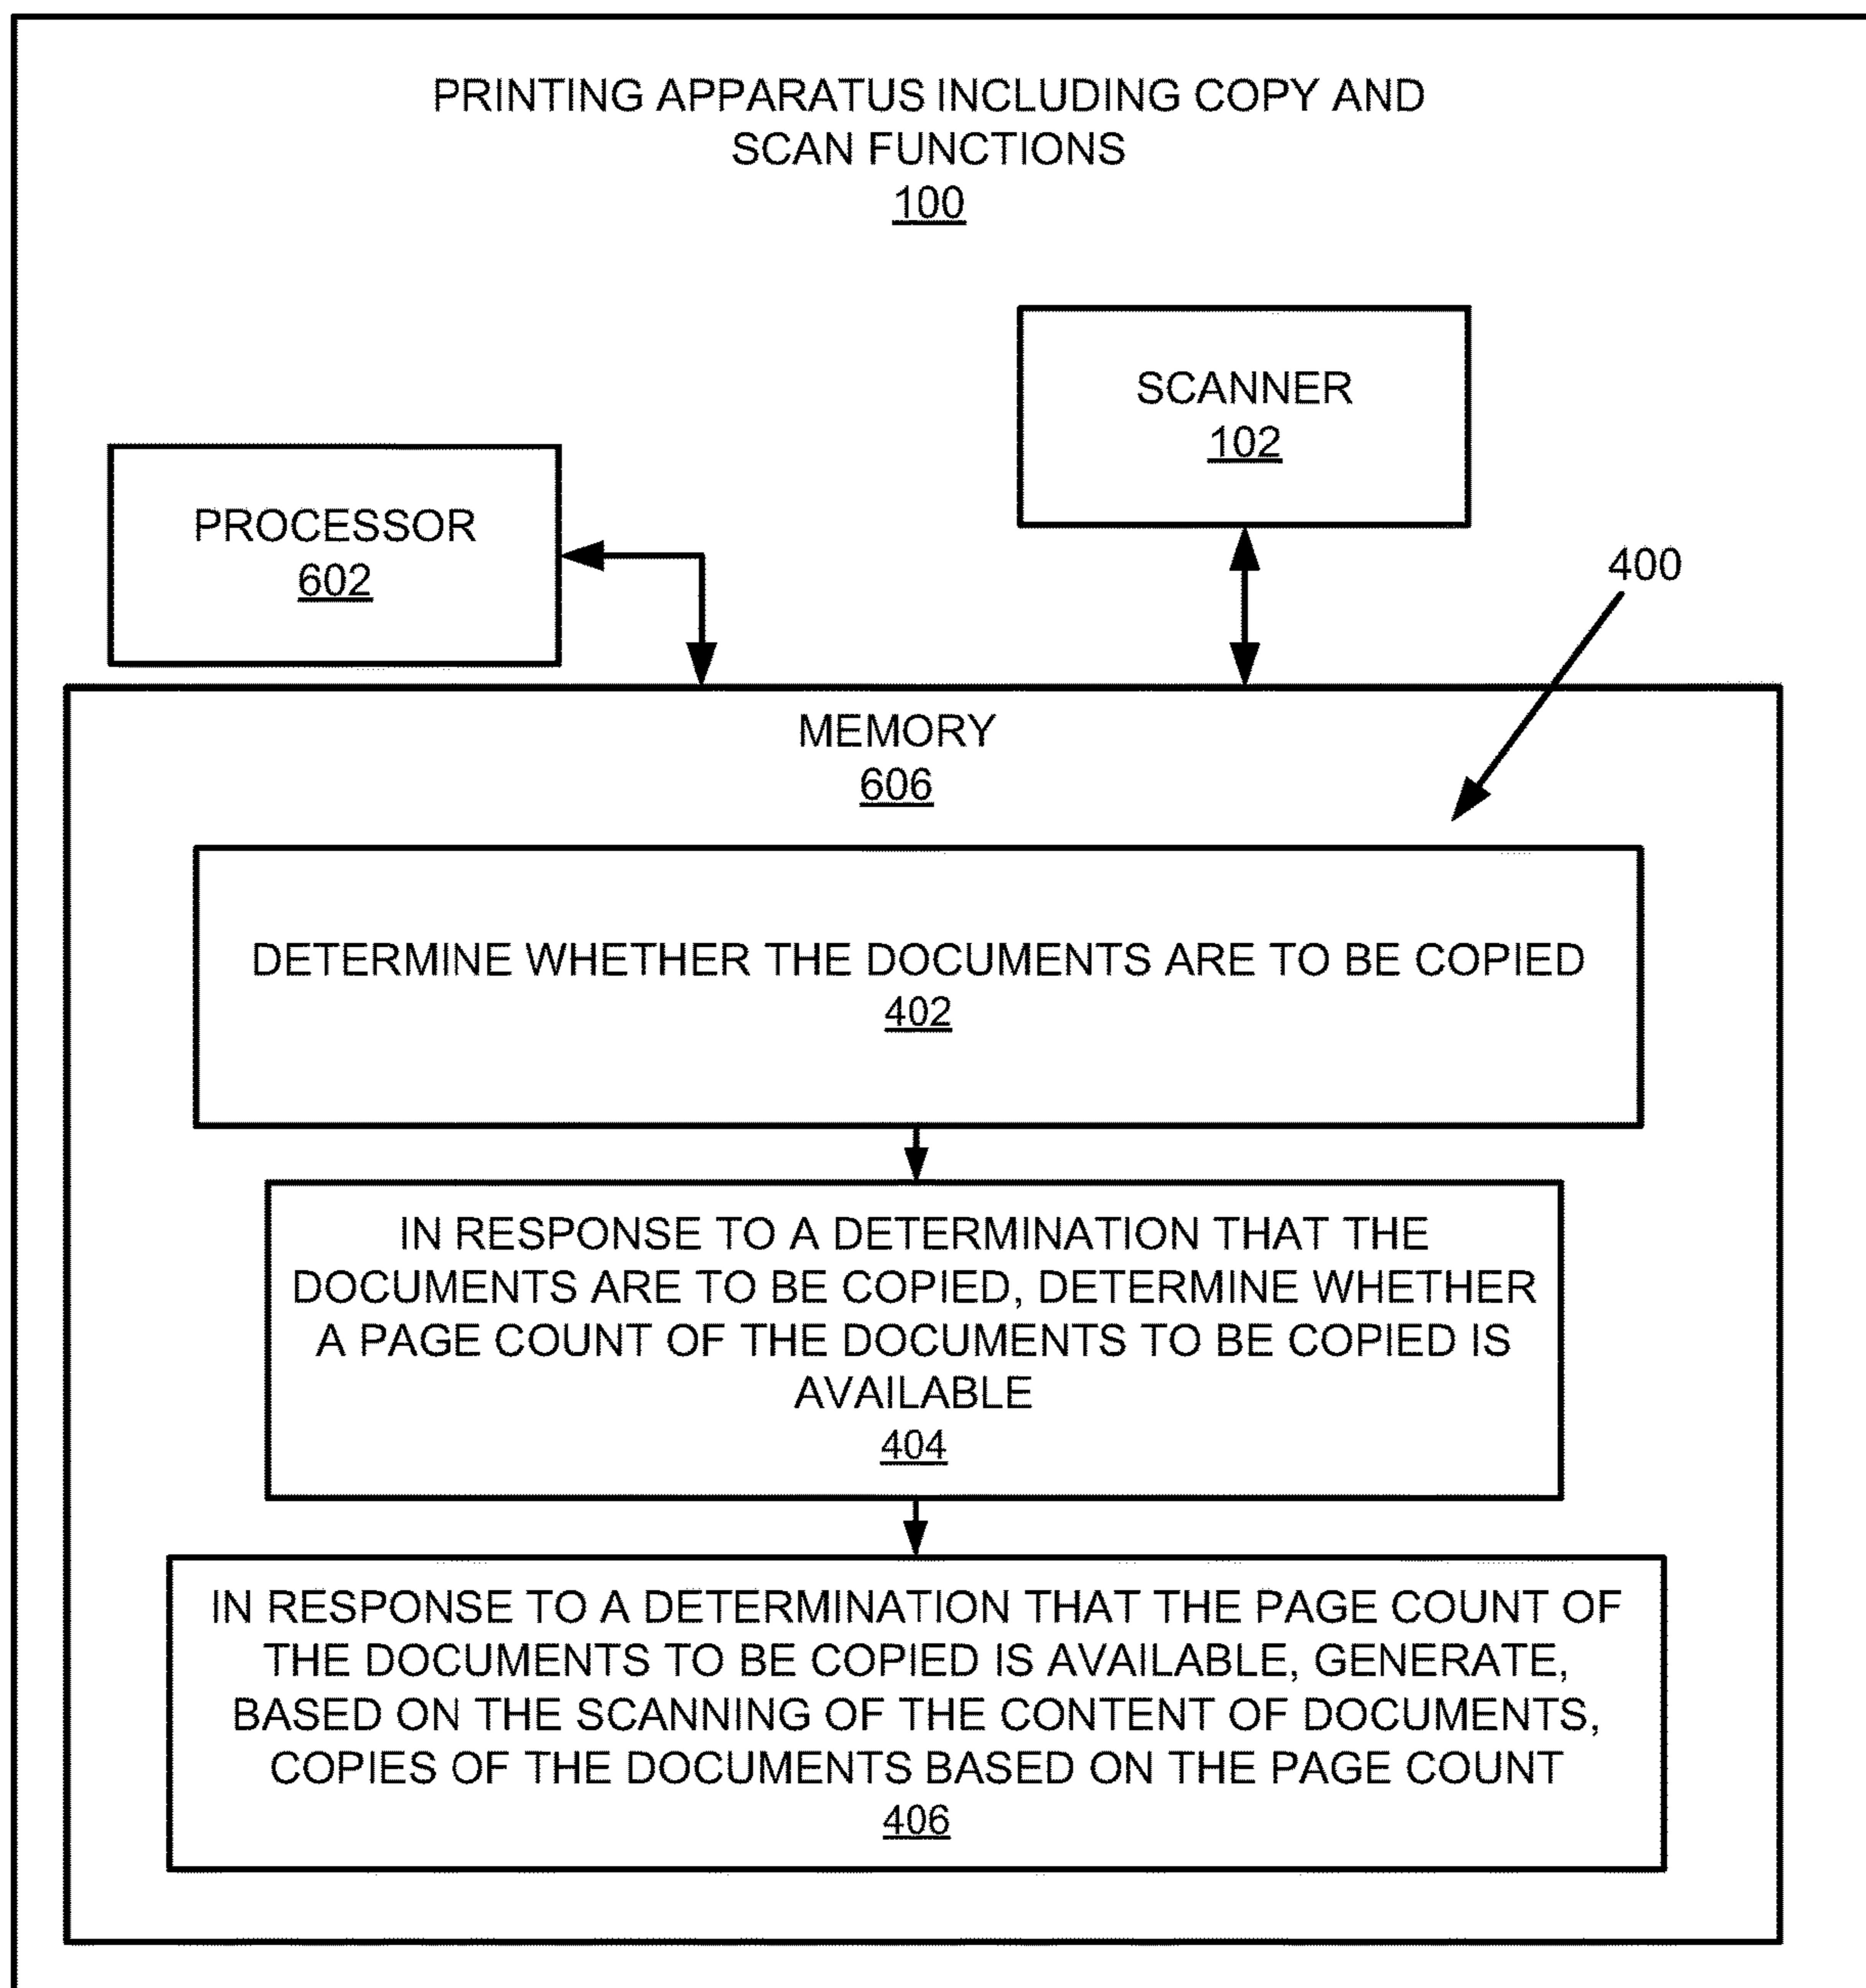 PRINTING APPARATUS INCLUDING COPY AND
SCAN FUNCTIONS
100
SCANNER
102
PROCESSOR
602
400
MEMORY
606
DETERMINE WHETHER THE DOCUMENTS ARE TO BE COPIED
402
IN RESPONSE TO A DETERMINATION THAT THE
DOCUMENTS ARE TO BE COPIED, DETERMINE WHETHER
A PAGE COUNT OF THE DOCUMENTS TO BE COPIED IS
AVAILABLE
404
IN RESPONSE TO A DETERMINATION THAT THE PAGE COUNT OF
THE DOCUMENTS TO BE COPIED IS AVAILABLE, GENERATE,
BASED ON THE SCANNING OF THE CONTENT OF DOCUMENTS,
COPIES OF THE DOCUMENTS BASED ON THE PAGE COUNT
406